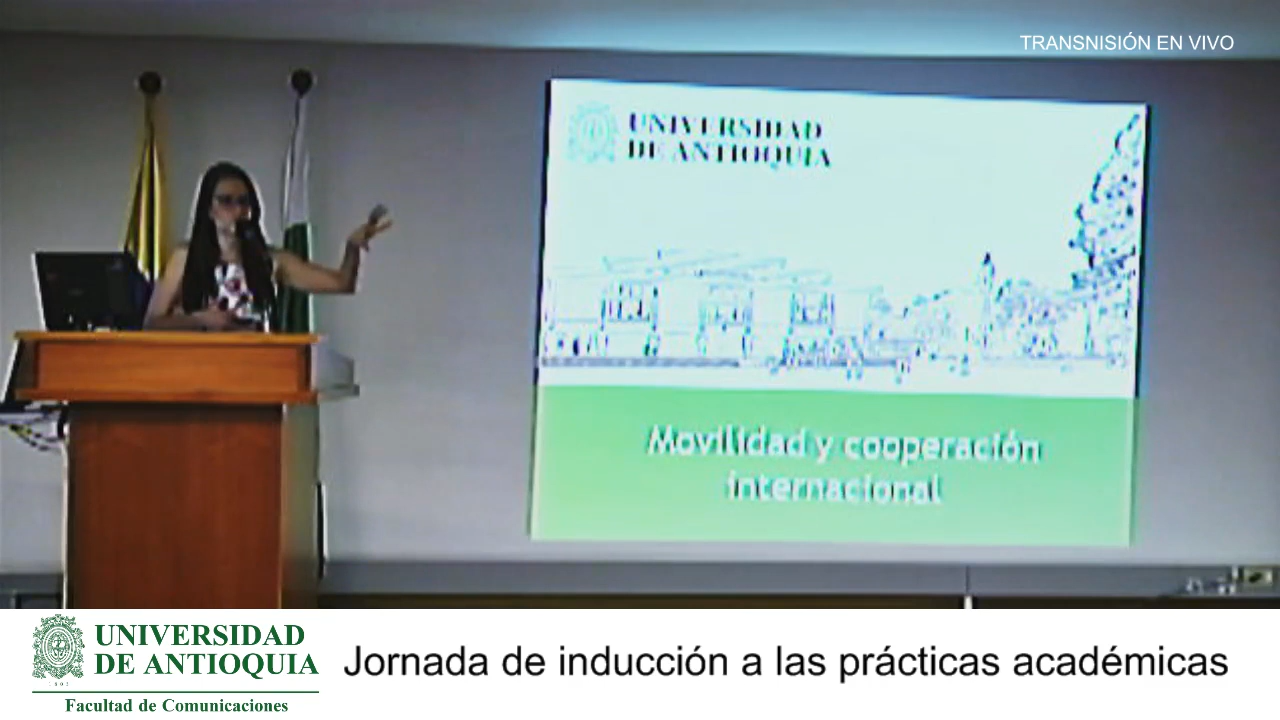 TRANSNISIÓN EN VIVO
UNIVERSIDAD
DE ANTIOQUIA
Movilidad y cooperación
internacional
UNIVERSIDAD
DE ANTIOQUIA
1803
Facultad de Comunicaciones
Jornada de inducción a las prácticas académicas